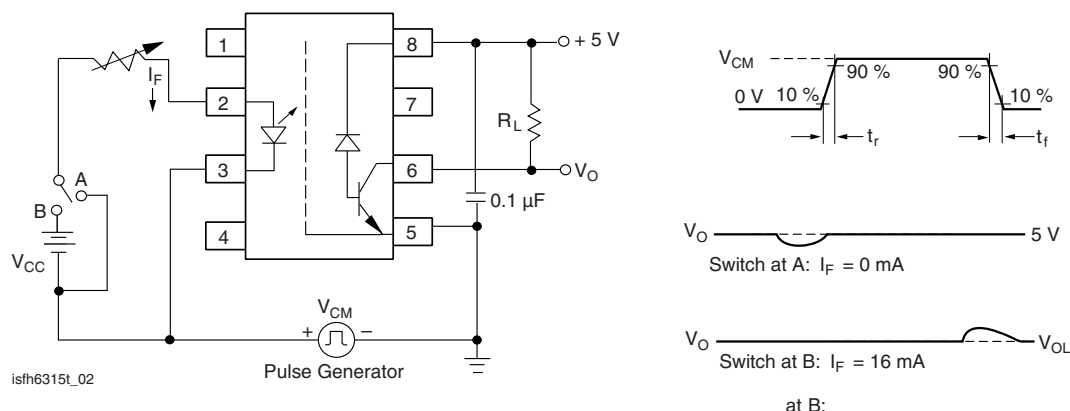 1
2
3
4
8
7
6
5
I_F
A
B
V_CC
+ 5 V
R_L
V_O
0.1 µF
V_CM
+
–
Pulse Generator
isfh6315t_02
V_CM
90 %
90 %
0 V
10 %
10 %
t_r
t_f
V_O
5 V
Switch at A: I_F = 0 mA
V_O
V_OL
Switch at B: I_F = 16 mA
at B: